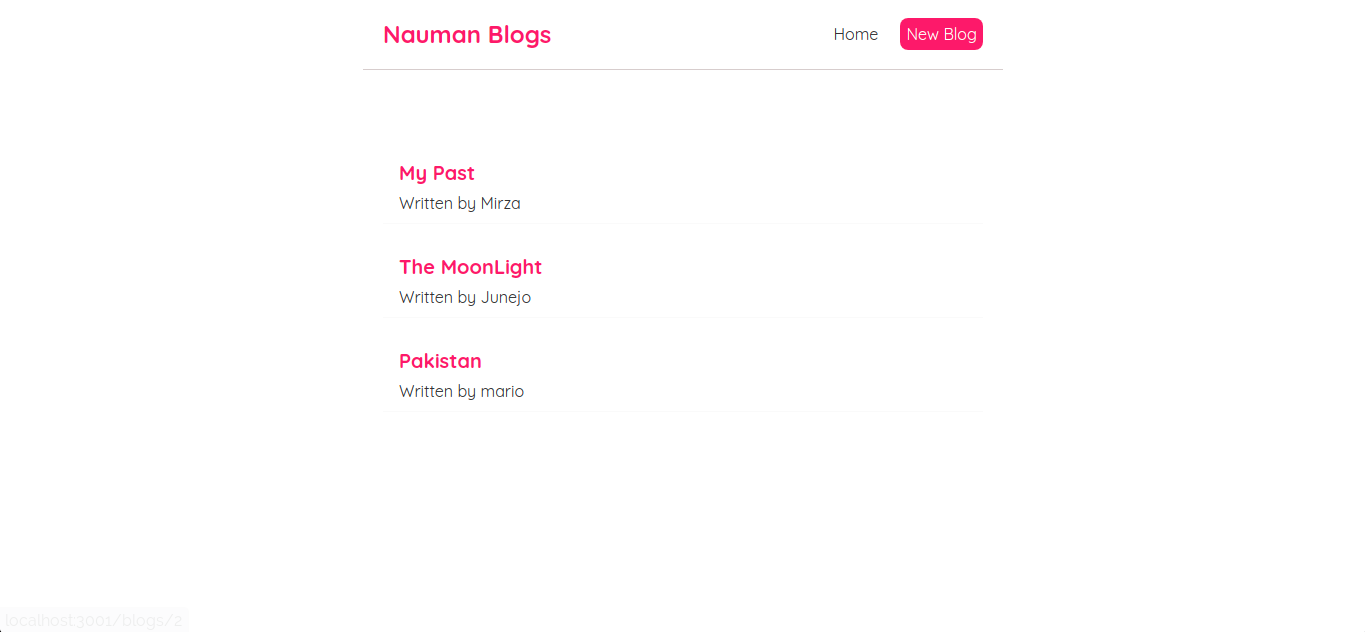 Nauman Blogs
Home
New Blog
My Past
Written by Mirza
The MoonLight
Written by Junejo
Pakistan
Written by mario
localhost:3001/blogs/2